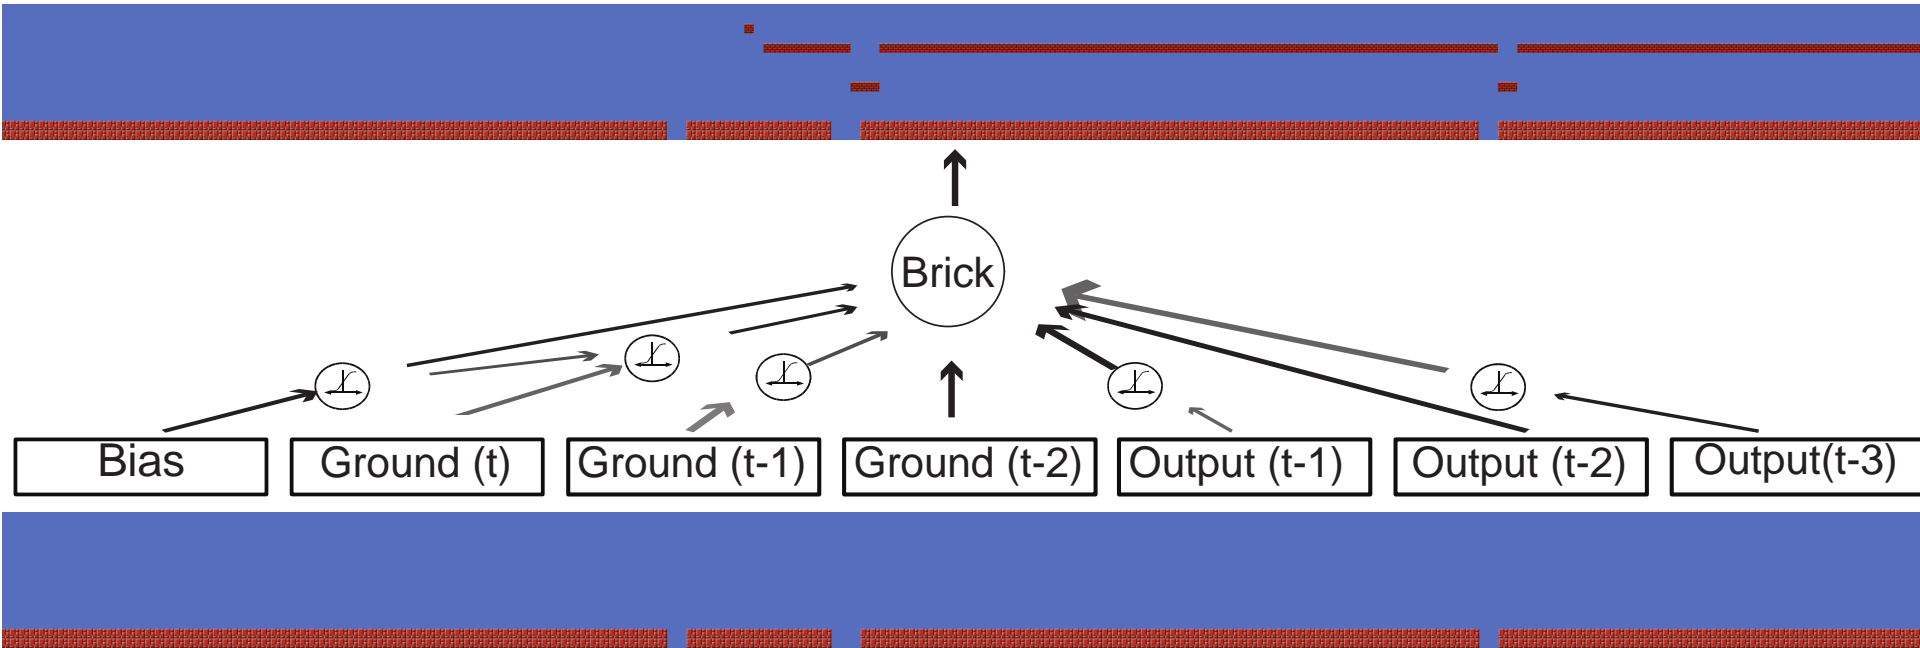 Brick
Bias
Ground (t)
Ground (t-1)
Ground (t-2)
Output (t-1)
Output (t-2)
Output(t-3)